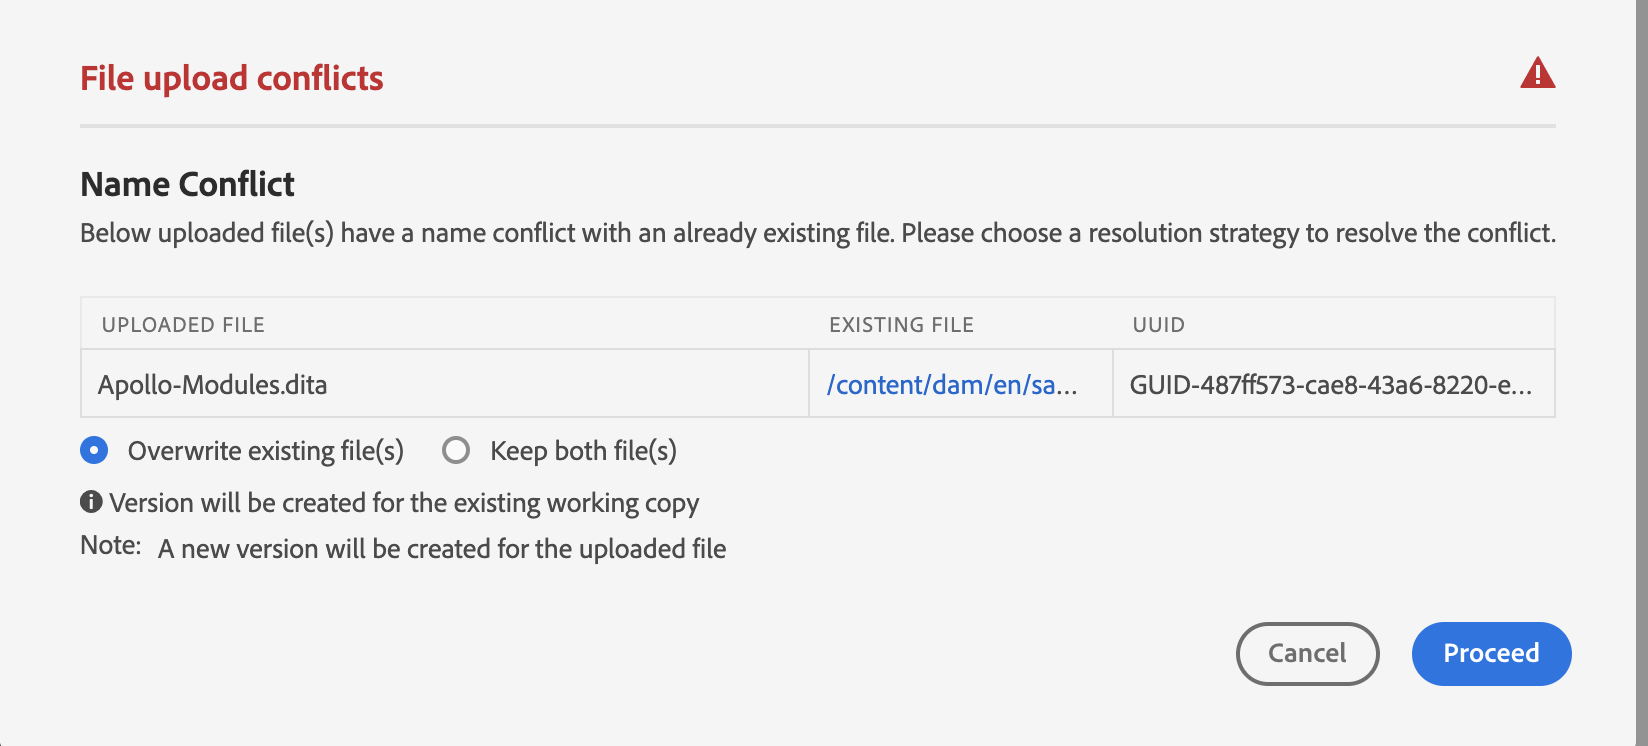 File upload conflicts
Name Conflict
Below uploaded file(s) have a name conflict with an already existing file. Please choose a resolution strategy to resolve the conflict.
UPLOADED FILE EXISTING FILE UUID
Apollo-Modules.dita /content/dam/en/sa... GUID-487ff573-cae8-43a6-8220-e...
Overwrite existing file(s) Keep both file(s)
Version will be created for the existing working copy
Note: A new version will be created for the uploaded file
Cancel Proceed